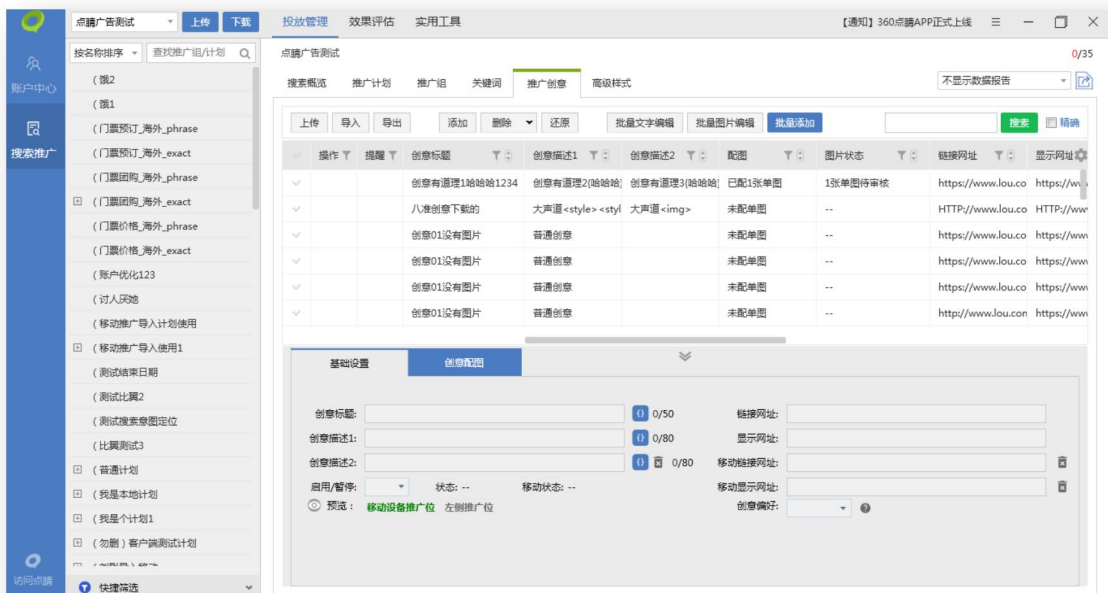 点睛广告测试 上传 下载 投放管理 效果评估 实用工具 【通知】360点睛APP正式上线
账户中心
搜索推广
访问点睛
按名称排序 查找推广组/计划
( 饿2
( 饿1
( 门票预订_海外_phrase
( 门票预订_海外_exact
( 门票团购_海外_phrase
( 门票团购_海外_exact
( 门票价格_海外_phrase
( 门票价格_海外_exact
( 账户优化123
( 讨人厌她
( 移动推广导入计划使用
( 移动推广导入使用1
( 测试结束日期
( 测试比翼2
( 测试搜索意图定位
( 比翼测试3
( 普通计划
( 我是本地计划
( 我是个计划1
( 勿删 ) 客户端测试计划
快捷筛选
点睛广告测试 0/35
搜索概览 推广计划 推广组 关键词 推广创意 高级样式 不显示数据报告
上传 导入 导出 添加 删除 还原 批量文字编辑 批量图片编辑 批量添加 搜索 精确
操作 提醒 创意标题 创意描述1 创意描述2 配图 图片状态 链接网址 显示网址
创意有道理1哈哈哈1234 创意有道理2(哈哈哈) 创意有道理3(哈哈哈) 已配1张单图 1张单图待审核 https://www.lou.co https://ww
八准创意下载的 大声道<style><styl 大声道<img> 未配单图 -- HTTP://www.lou.co HTTP://ww
创意01没有图片 普通创意 未配单图 -- https://www.lou.co https://ww
创意01没有图片 普通创意 未配单图 -- https://www.lou.co https://ww
创意01没有图片 普通创意 未配单图 -- https://www.lou.co https://ww
创意01没有图片 普通创意 未配单图 -- http://www.lou.con https://ww
基础设置 创意配图
创意标题: {} 0/50 链接网址:
创意描述1: {} 0/80 显示网址:
创意描述2: {} 0/80 移动链接网址:
启用/暂停: 状态: -- 移动状态: -- 移动显示网址:
预览： 移动设备推广位 左侧推广位 创意偏好: